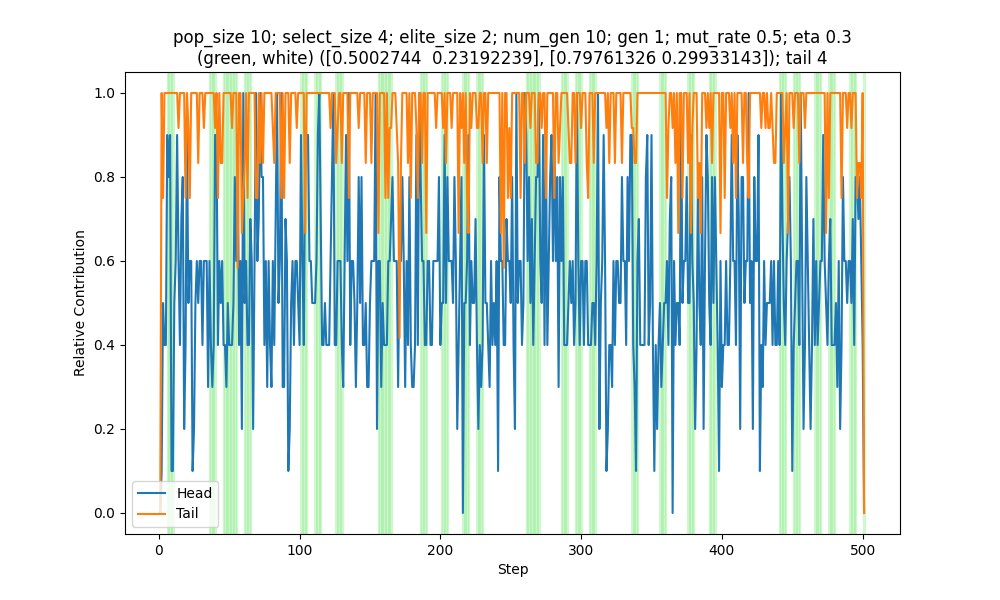 pop_size 10; select_size 4; elite_size 2; num_gen 10; gen 1; mut_rate 0.5; eta 0.3
(green, white) ([0.5002744  0.23192239], [0.79761326 0.29933143]); tail 4
1.0
0.8
0.6
0.4
0.2
0.0
Relative Contribution
Head
Tail
0
100
200
300
400
500
Step